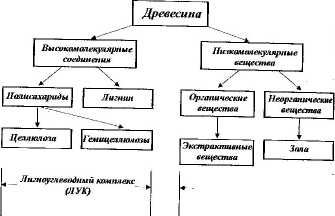 Древесина
Высокомолекулярные
соединения
Низкомолекулярные
вещества
Полисахариды
Лигнин
Органические
вещества
Неорганические
вещества
Целлюлоза
Гемицеллюлозы
Экстрактивные
вещества
Зола
Лигноуглеводный комплекс
(ЛУК)